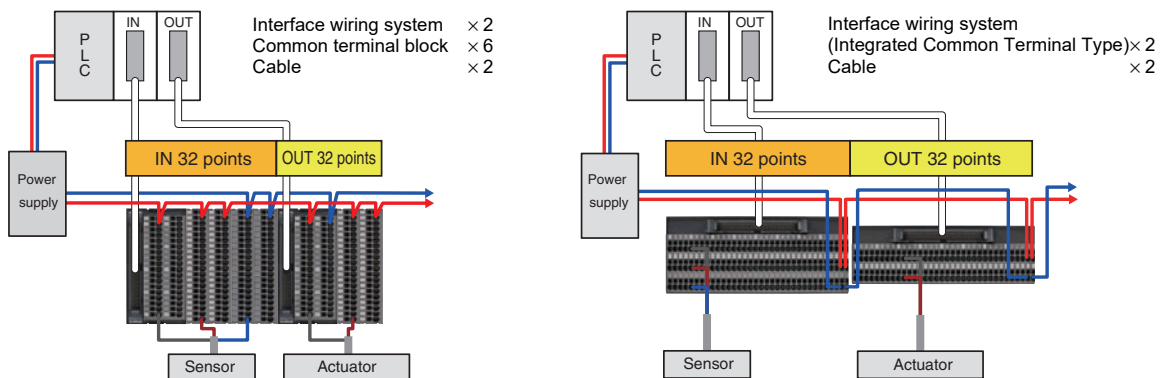 IN OUT
P
L
C
Interface wiring system × 2
Common terminal block × 6
Cable × 2
IN 32 points OUT 32 points
Power
supply
Sensor Actuator
IN OUT
P
L
C
Interface wiring system
(Integrated Common Terminal Type) × 2
Cable × 2
IN 32 points OUT 32 points
Power
supply
Sensor Actuator